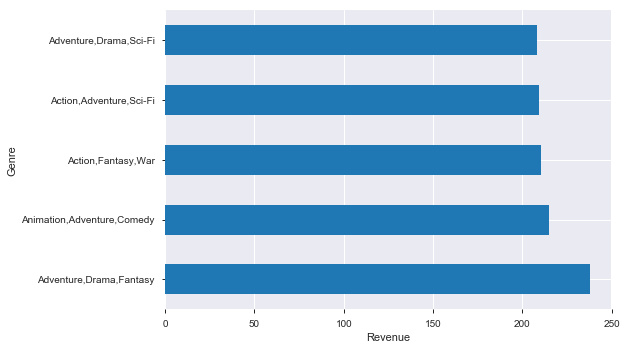 Adventure,Drama,Sci-Fi
Action,Adventure,Sci-Fi
Action,Fantasy,War
Animation,Adventure,Comedy
Adventure,Drama,Fantasy
Genre
0 50 100 150 200 250
Revenue